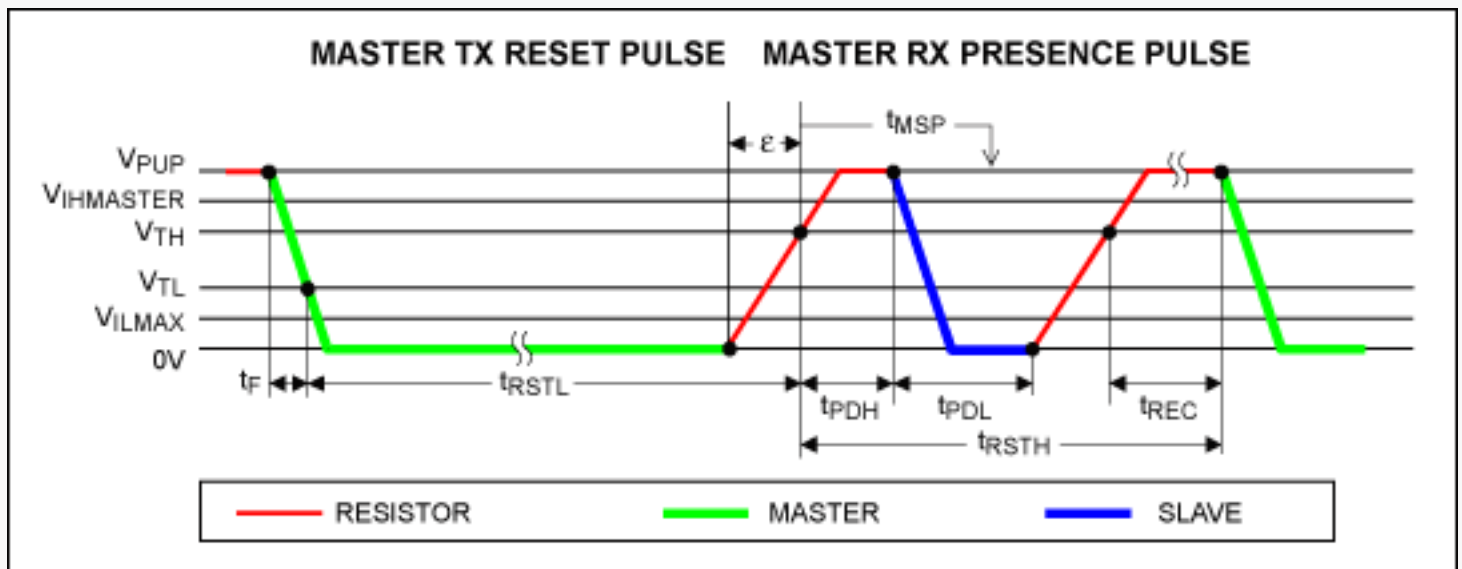 MASTER TX RESET PULSE MASTER RX PRESENCE PULSE
tMSP
ε
VPUP
VIHMASTER
VTH
VTL
VILMAX
0V
tF tRSTL tPDH tPDL tREC
tRSTH
RESISTOR MASTER SLAVE